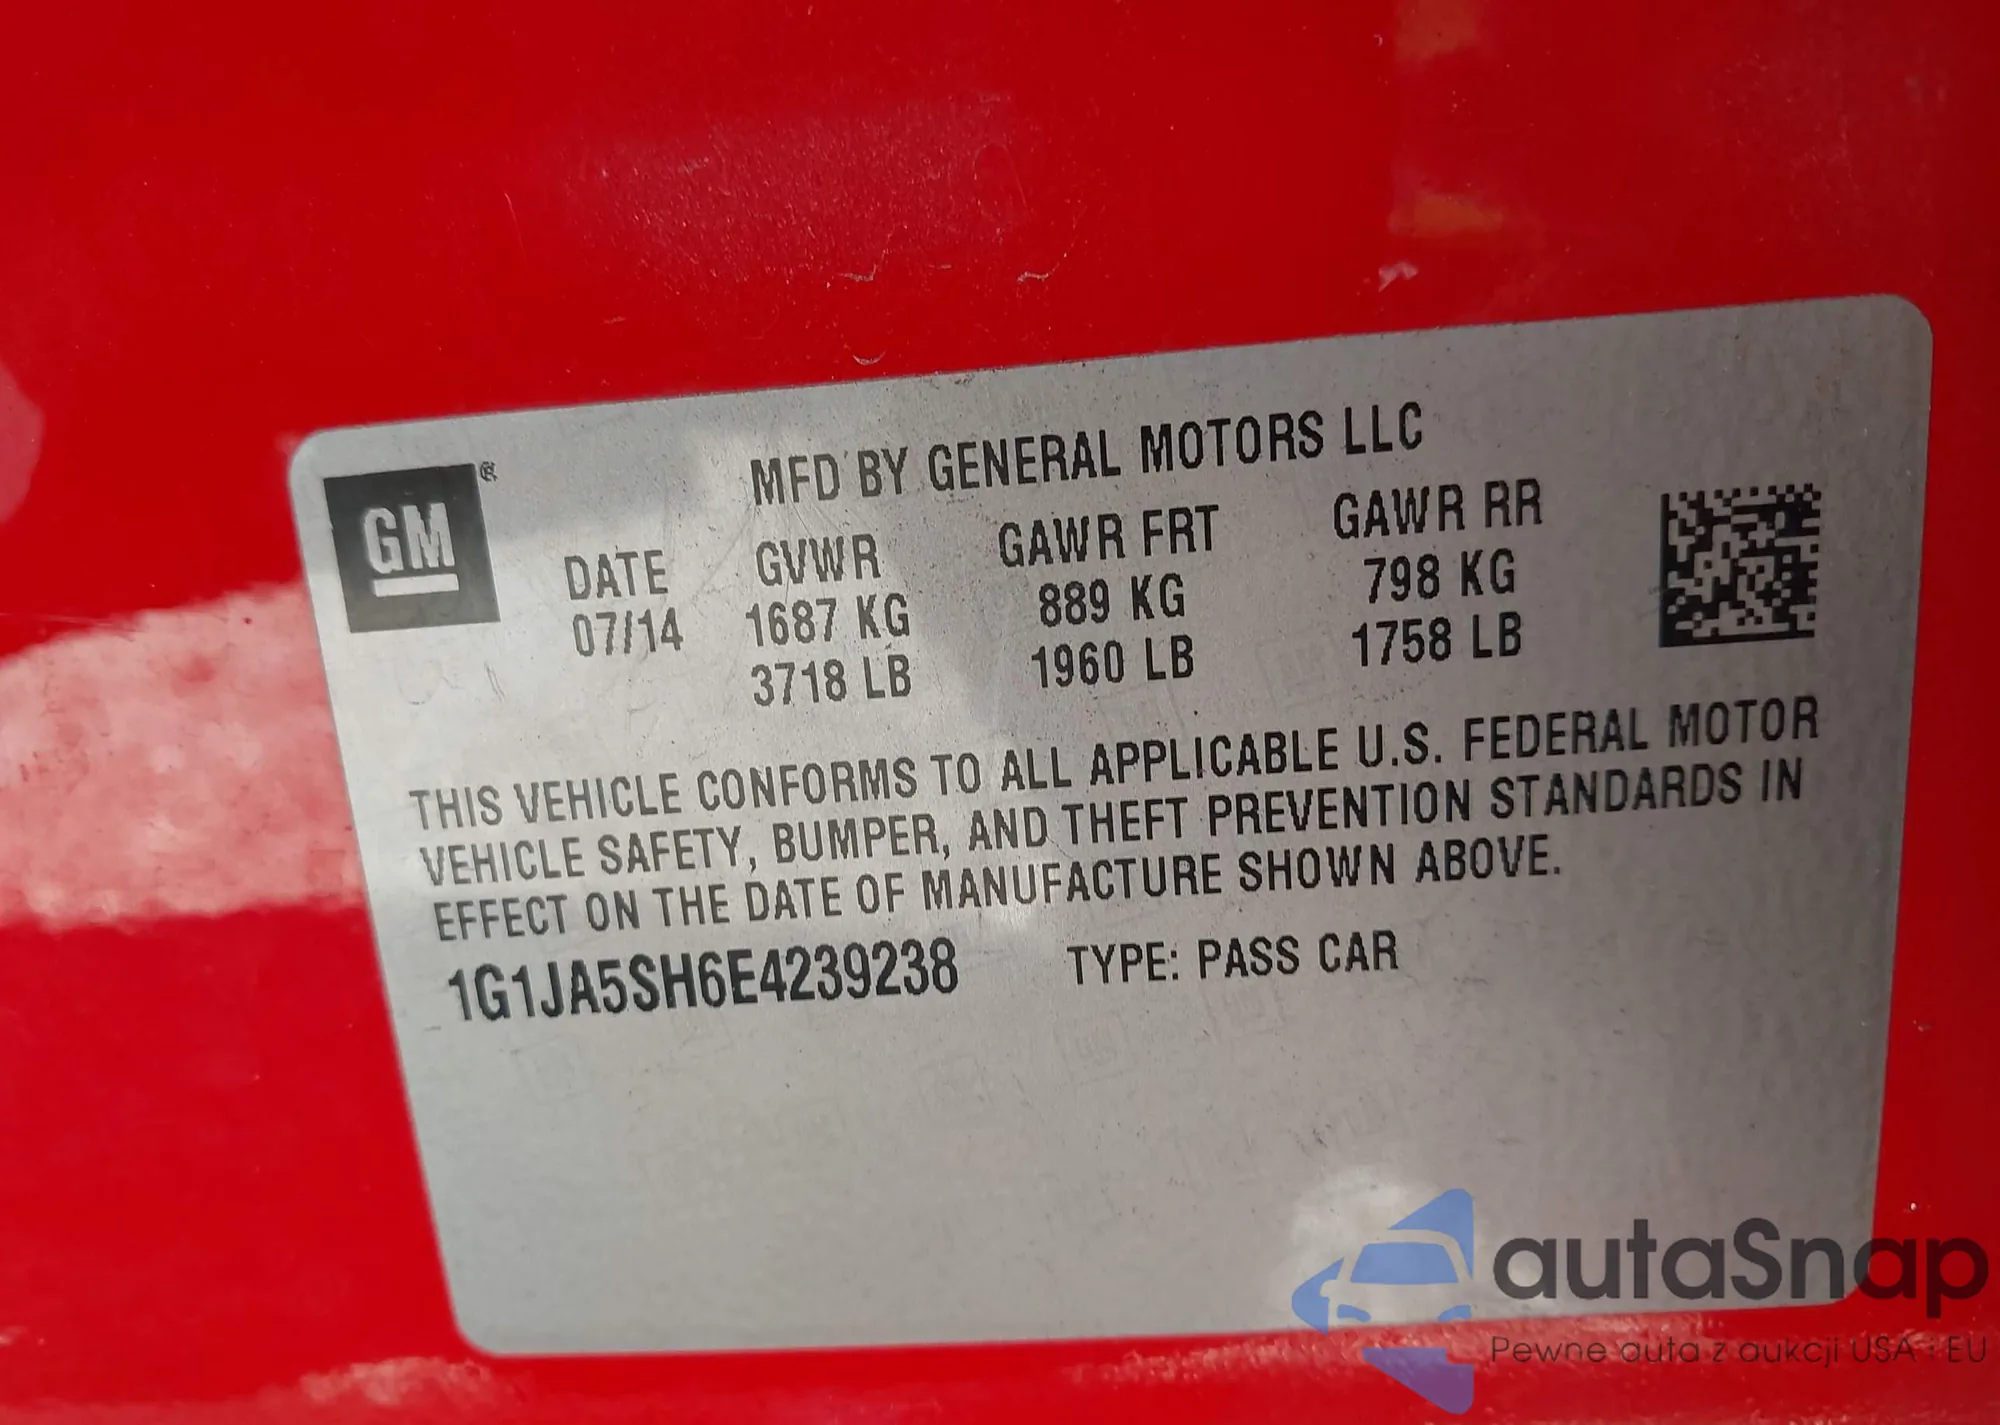 GM ®
MFD BY GENERAL MOTORS LLC
DATE GVWR GAWR FRT GAWR RR
07/14 1687 KG 889 KG 798 KG
3718 LB 1960 LB 1758 LB
THIS VEHICLE CONFORMS TO ALL APPLICABLE U.S. FEDERAL MOTOR
VEHICLE SAFETY, BUMPER, AND THEFT PREVENTION STANDARDS IN
EFFECT ON THE DATE OF MANUFACTURE SHOWN ABOVE.
1G1JA5SH6E4239238 TYPE: PASS CAR
autaSnap
Pewne auta z aukcji USA i EU